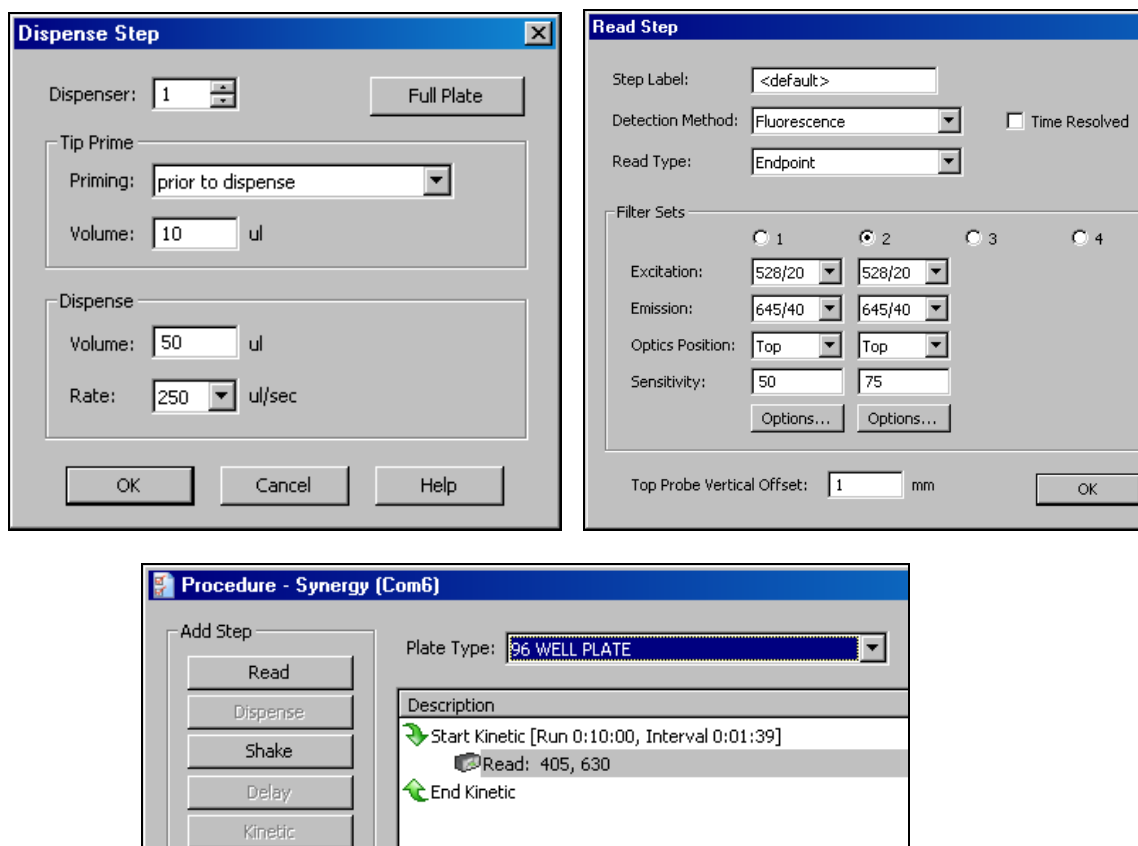 Dispense Step
Dispenser: 1 Full Plate
Tip Prime
Priming: prior to dispense
Volume: 10 ul
Dispense
Volume: 50 ul
Rate: 250 ul/sec
OK Cancel Help
Read Step
Step Label: <default>
Detection Method: Fluorescence Time Resolved
Read Type: Endpoint
Filter Sets
1 2 3 4
Excitation: 528/20 528/20
Emission: 645/40 645/40
Optics Position: Top Top
Sensitivity: 50 75
Options... Options...
Top Probe Vertical Offset: 1 mm OK
Procedure - Synergy (Com6)
Add Step
Plate Type: 96 WELL PLATE
Read
Dispense
Shake
Delay
Kinetic
Description
Start Kinetic [Run 0:10:00, Interval 0:01:39]
Read: 405, 630
End Kinetic